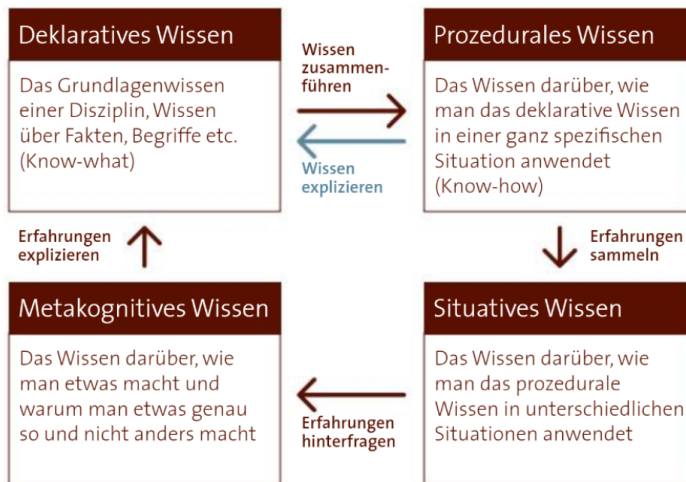 Deklaratives Wissen
Das Grundlagenwissen
einer Disziplin, Wissen
über Fakten, Begriffe etc.
(Know-what)
Wissen
zusammen-
führen
Wissen
explizieren
Prozedurales Wissen
Das Wissen darüber, wie
man das deklarative Wissen
in einer ganz spezifischen
Situation anwendet
(Know-how)
Erfahrungen
explizieren
Erfahrungen
sammeln
Metakognitives Wissen
Das Wissen darüber, wie
man etwas macht und
warum man etwas genau
so und nicht anders macht
Erfahrungen
hinterfragen
Situatives Wissen
Das Wissen darüber, wie
man das prozedurale
Wissen in unterschiedlichen
Situationen anwendet